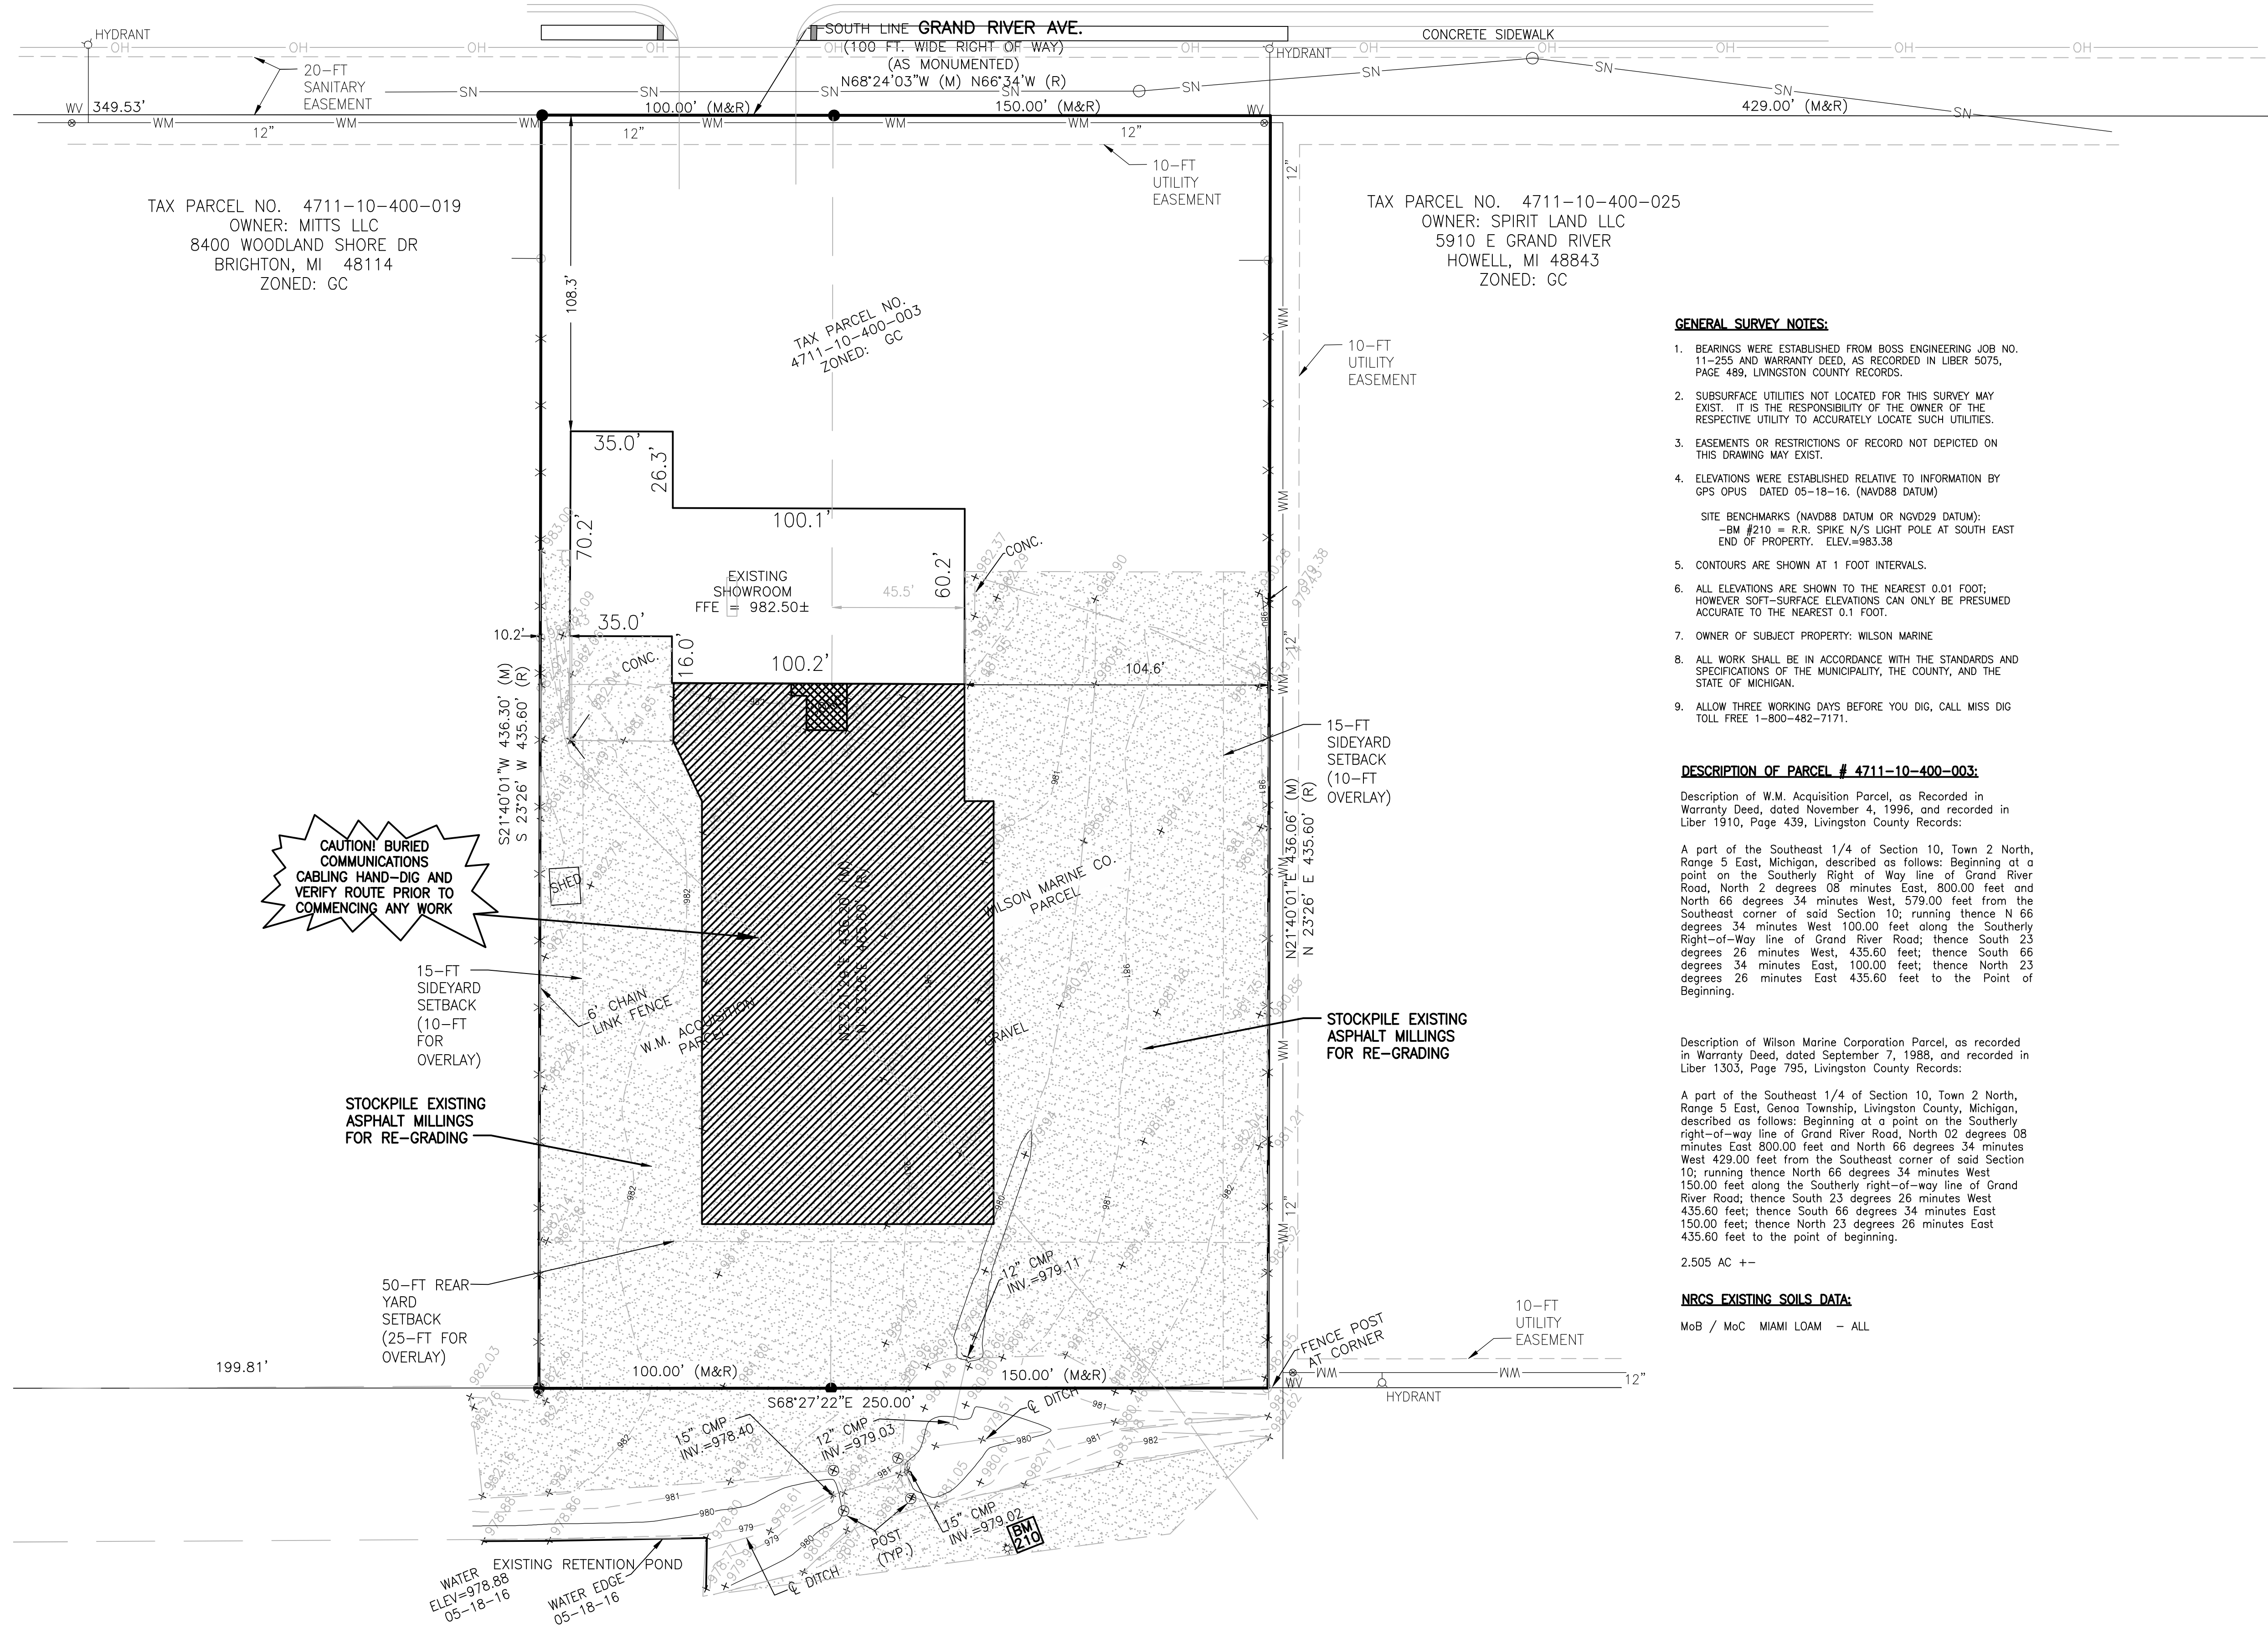 SOUTH LINE GRAND RIVER AVE.
(100 FT. WIDE RIGHT OF WAY)
(AS MONUMENTED)
N68°24'03"W (M) N66°34'W (R)
CONCRETE SIDEWALK
HYDRANT
HYDRANT
OH OH OH OH OH OH OH OH OH OH OH
20-FT
SANITARY
EASEMENT
SN SN SN SN SN SN SN SN SN
WV 349.53'
100.00' (M&R)
150.00' (M&R)
WV
429.00' (M&R)
WM WM WM WM WM WM
12" 12" 12"
10-FT
UTILITY
EASEMENT
12"
TAX PARCEL NO. 4711-10-400-019
OWNER: MITTS LLC
8400 WOODLAND SHORE DR
BRIGHTON, MI 48114
ZONED: GC
TAX PARCEL NO. 4711-10-400-025
OWNER: SPIRIT LAND LLC
5910 E GRAND RIVER
HOWELL, MI 48843
ZONED: GC
108.3'
TAX PARCEL NO.
4711-10-400-003
ZONED: GC
10-FT
UTILITY
EASEMENT
35.0'
26.3'
70.2'
100.1'
60.2'
EXISTING
SHOWROOM
FFE = 982.50±
45.5'
CONC.
10.2'
35.0'
16.0'
100.2'
CONC.
104.6'
S21°40'01"W 436.30' (M)
S 23°26' W 435.60' (R)
15-FT
SIDEYARD
SETBACK
(10-FT
OVERLAY)
N21°40'01"E 436.06' (M)
N 23°26' E 435.60' (R)
CAUTION! BURIED
COMMUNICATIONS
CABLING HAND-DIG AND
VERIFY ROUTE PRIOR TO
COMMENCING ANY WORK
SHED
WILSON MARINE CO.
PARCEL
15-FT
SIDEYARD
SETBACK
(10-FT
FOR
OVERLAY)
6' CHAIN
LINK FENCE
W.M. ACQUISITION
PARCEL
GRAVEL
STOCKPILE EXISTING
ASPHALT MILLINGS
FOR RE-GRADING
STOCKPILE EXISTING
ASPHALT MILLINGS
FOR RE-GRADING
50-FT REAR
YARD
SETBACK
(25-FT FOR
OVERLAY)
12" CMP
INV.=979.11
10-FT
UTILITY
EASEMENT
FENCE POST
AT CORNER
199.81'
100.00' (M&R)
150.00' (M&R)
S68°27'22"E 250.00'
WV
WM WM
12"
HYDRANT
15" CMP
INV.=978.40
12" CMP
INV.=979.03
℄ DITCH
15" CMP
INV.=979.02
POST
(TYP.)
BM
210
℄ DITCH
EXISTING RETENTION POND
WATER
ELEV=978.88
05-18-16
WATER EDGE
05-18-16
GENERAL SURVEY NOTES:
1. BEARINGS WERE ESTABLISHED FROM BOSS ENGINEERING JOB NO.
11-255 AND WARRANTY DEED, AS RECORDED IN LIBER 5075,
PAGE 489, LIVINGSTON COUNTY RECORDS.
2. SUBSURFACE UTILITIES NOT LOCATED FOR THIS SURVEY MAY
EXIST. IT IS THE RESPONSIBILITY OF THE OWNER OF THE
RESPECTIVE UTILITY TO ACCURATELY LOCATE SUCH UTILITIES.
3. EASEMENTS OR RESTRICTIONS OF RECORD NOT DEPICTED ON
THIS DRAWING MAY EXIST.
4. ELEVATIONS WERE ESTABLISHED RELATIVE TO INFORMATION BY
GPS OPUS DATED 05-18-16. (NAVD88 DATUM)
SITE BENCHMARKS (NAVD88 DATUM OR NGVD29 DATUM):
-BM #210 = R.R. SPIKE N/S LIGHT POLE AT SOUTH EAST
END OF PROPERTY. ELEV.=983.38
5. CONTOURS ARE SHOWN AT 1 FOOT INTERVALS.
6. ALL ELEVATIONS ARE SHOWN TO THE NEAREST 0.01 FOOT;
HOWEVER SOFT-SURFACE ELEVATIONS CAN ONLY BE PRESUMED
ACCURATE TO THE NEAREST 0.1 FOOT.
7. OWNER OF SUBJECT PROPERTY: WILSON MARINE
8. ALL WORK SHALL BE IN ACCORDANCE WITH THE STANDARDS AND
SPECIFICATIONS OF THE MUNICIPALITY, THE COUNTY, AND THE
STATE OF MICHIGAN.
9. ALLOW THREE WORKING DAYS BEFORE YOU DIG, CALL MISS DIG
TOLL FREE 1-800-482-7171.
DESCRIPTION OF PARCEL # 4711-10-400-003:
Description of W.M. Acquisition Parcel, as Recorded in
Warranty Deed, dated November 4, 1996, and recorded in
Liber 1910, Page 439, Livingston County Records:
A part of the Southeast 1/4 of Section 10, Town 2 North,
Range 5 East, Michigan, described as follows: Beginning at a
point on the Southerly Right of Way line of Grand River
Road, North 2 degrees 08 minutes East, 800.00 feet and
North 66 degrees 34 minutes West, 579.00 feet from the
Southeast corner of said Section 10; running thence N 66
degrees 34 minutes West 100.00 feet along the Southerly
Right-of-Way line of Grand River Road; thence South 23
degrees 26 minutes West, 435.60 feet; thence South 66
degrees 34 minutes East, 100.00 feet; thence North 23
degrees 26 minutes East 435.60 feet to the Point of
Beginning.
Description of Wilson Marine Corporation Parcel, as recorded
in Warranty Deed, dated September 7, 1988, and recorded in
Liber 1303, Page 795, Livingston County Records:
A part of the Southeast 1/4 of Section 10, Town 2 North,
Range 5 East, Genoa Township, Livingston County, Michigan,
described as follows: Beginning at a point on the Southerly
right-of-way line of Grand River Road, North 02 degrees 08
minutes East 800.00 feet and North 66 degrees 34 minutes
West 429.00 feet from the Southeast corner of said Section
10; running thence North 66 degrees 34 minutes West
150.00 feet along the Southerly right-of-way line of Grand
River Road; thence South 23 degrees 26 minutes West
435.60 feet; thence South 66 degrees 34 minutes East
150.00 feet; thence North 23 degrees 26 minutes East
435.60 feet to the point of beginning.
2.505 AC +-
NRCS EXISTING SOILS DATA:
MoB / MoC MIAMI LOAM - ALL